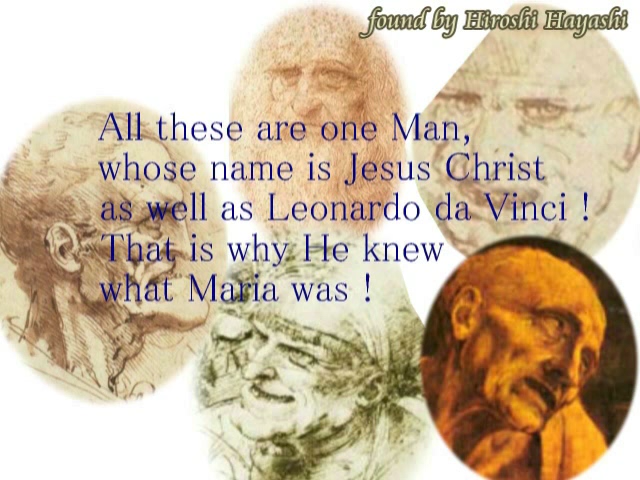 found by Hiroshi Hayashi
All these are one Man,
whose name is Jesus Christ
as well as Leonardo da Vinci !
That is why He knew
what Maria was !